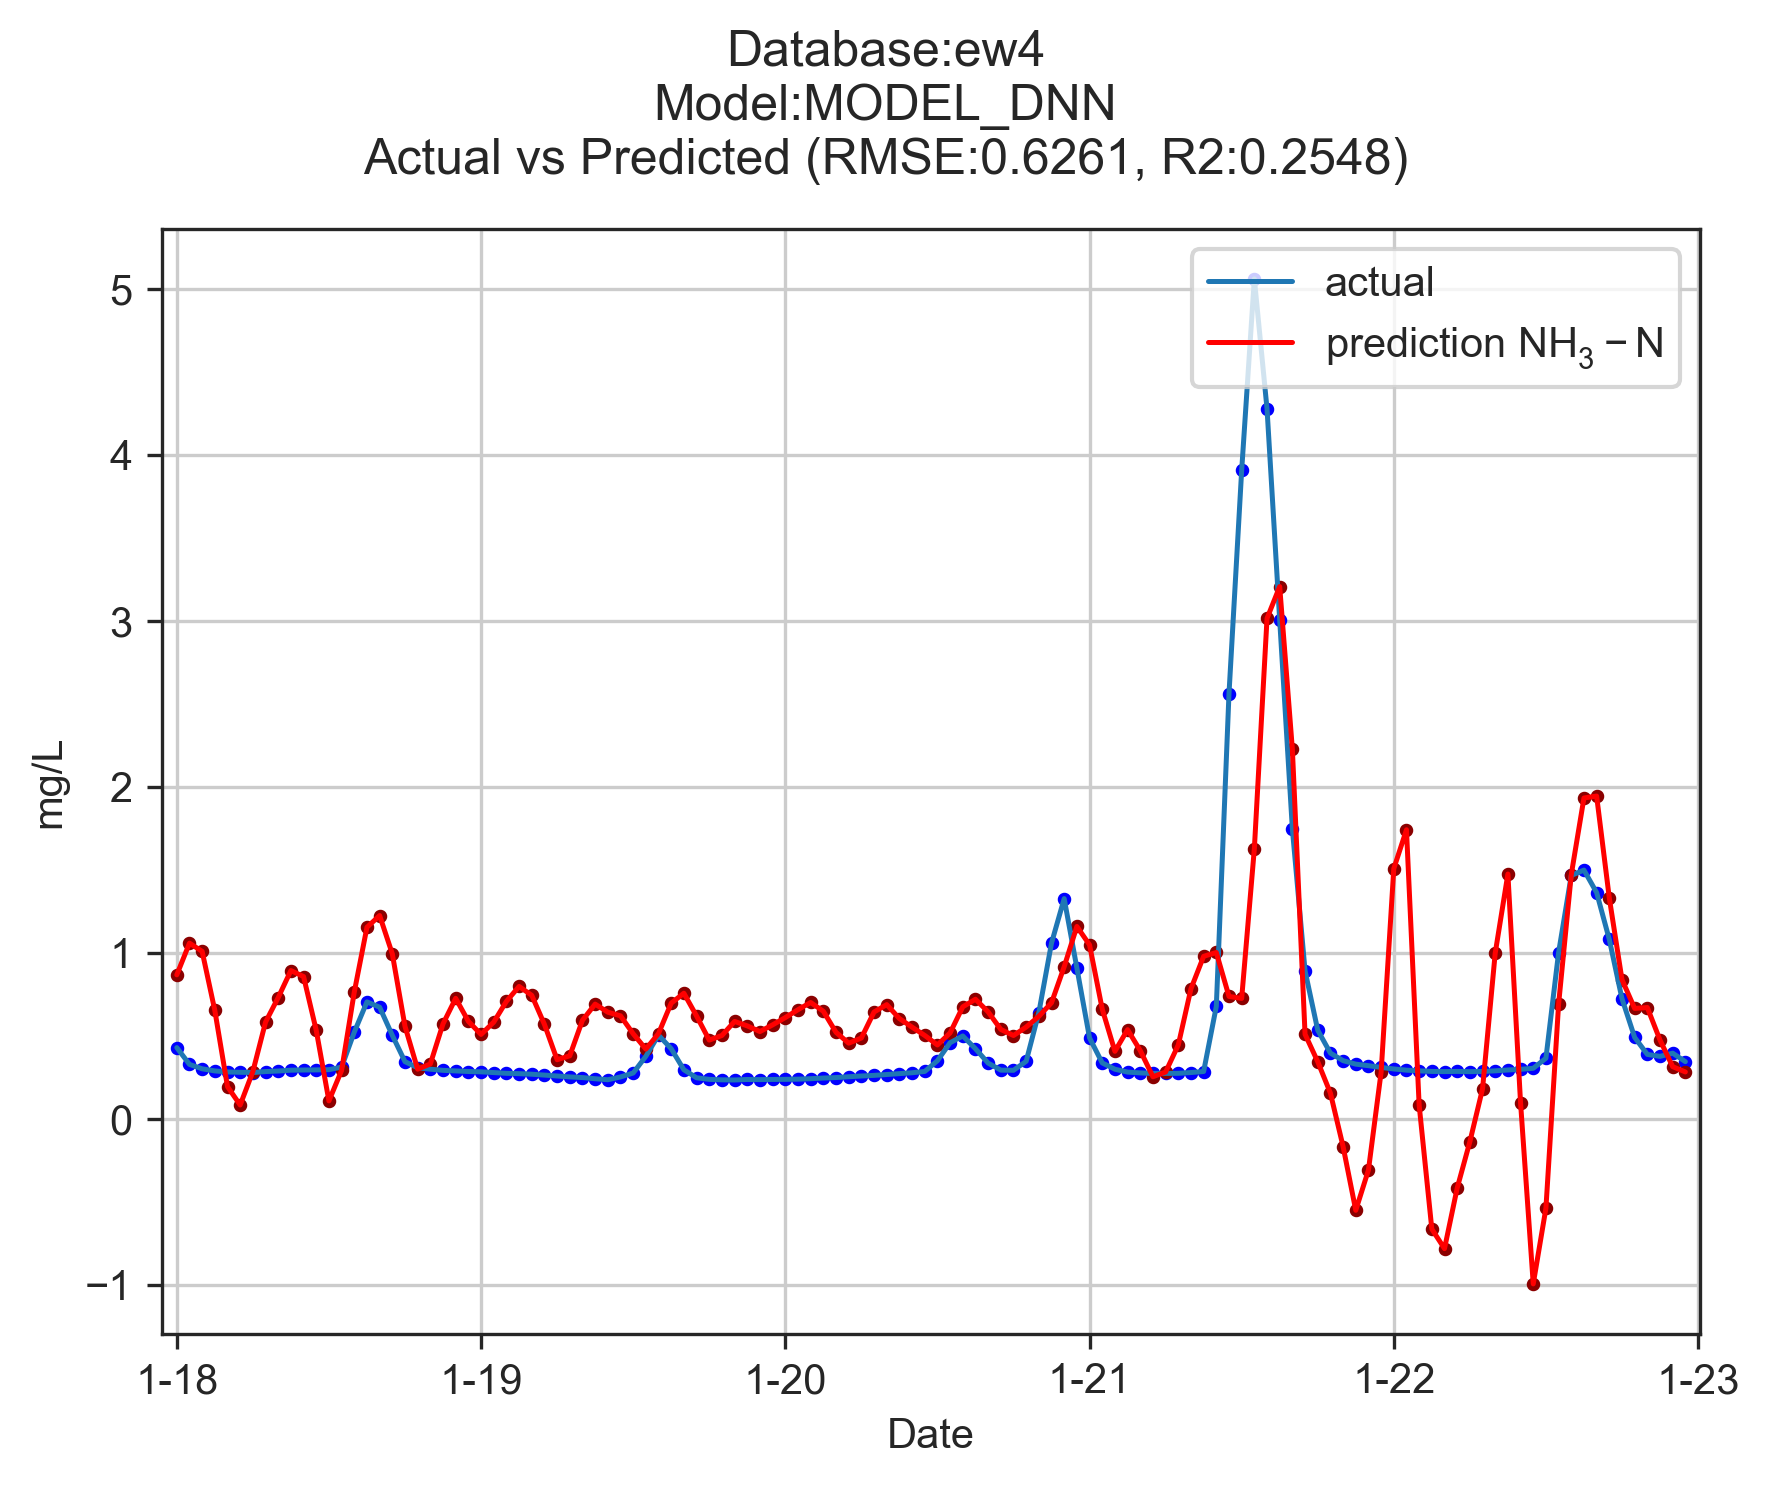 Database:ew4
Model:MODEL_DNN
Actual vs Predicted (RMSE:0.6261, R2:0.2548)
actual
prediction NH₃ − N
5
4
3
2
1
0
−1
mg/L
1-18 1-19 1-20 1-21 1-22 1-23
Date